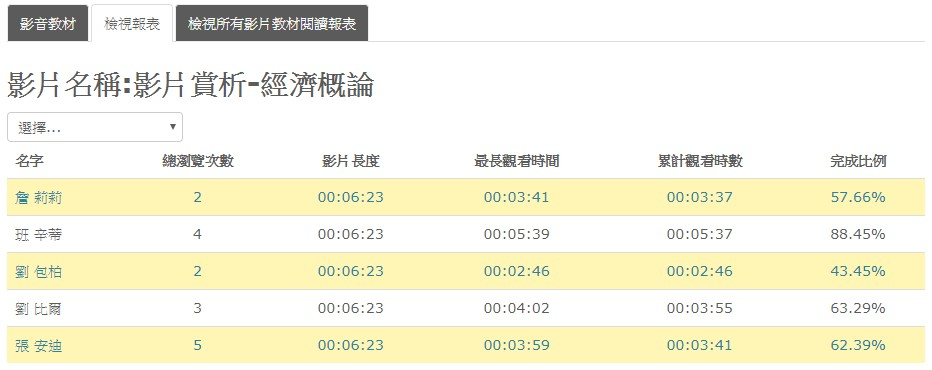 影音教材 檢視報表 檢視所有影片教材閱讀報表
影片名稱:影片賞析-經濟概論
選擇...
名字 總瀏覽次數 影片長度 最長觀看時間 累計觀看時數 完成比例
詹 莉莉 2 00:06:23 00:03:41 00:03:37 57.66%
班 辛蒂 4 00:06:23 00:05:39 00:05:37 88.45%
劉 包柏 2 00:06:23 00:02:46 00:02:46 43.45%
劉 比爾 3 00:06:23 00:04:02 00:03:55 63.29%
張 安迪 5 00:06:23 00:03:59 00:03:41 62.39%